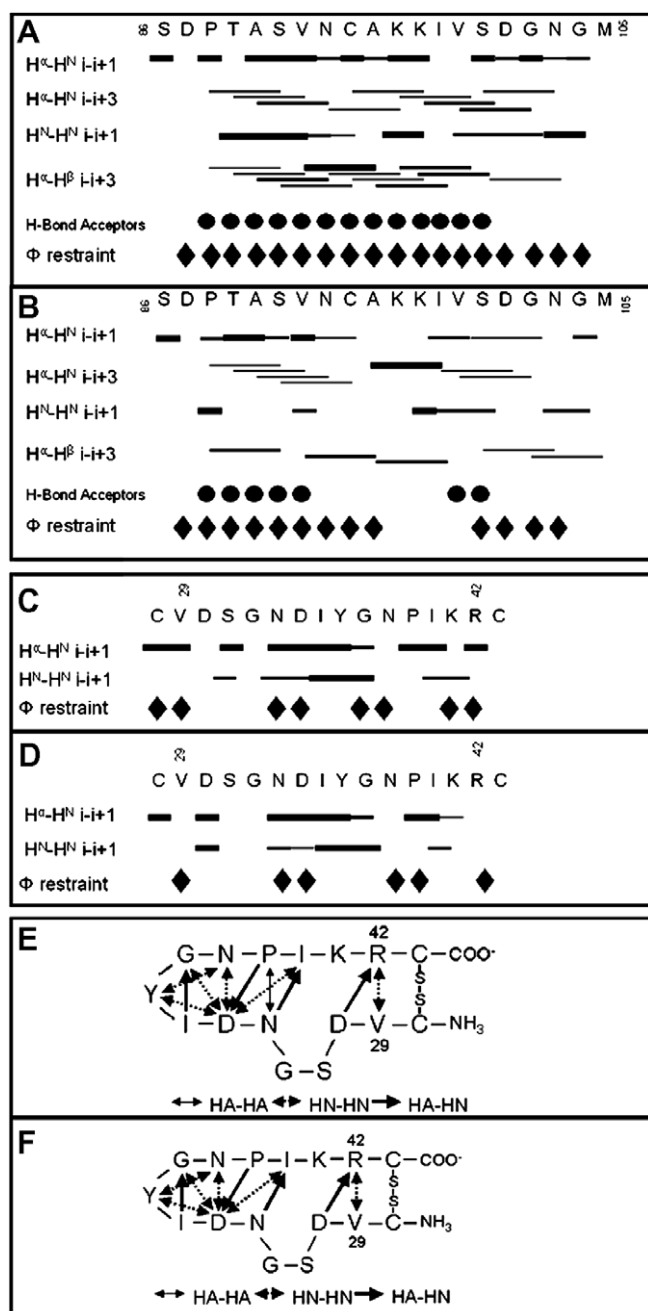 A
86 S D P T A S V N C A K K I V S D G N G M 105
Hα-HN i-i+1
Hα-HN i-i+3
HN-HN i-i+1
Hα-Hβ i-i+3
H-Bond Acceptors
Φ restraint
B
86 S D P T A S V N C A K K I V S D G N G M 105
Hα-HN i-i+1
Hα-HN i-i+3
HN-HN i-i+1
Hα-Hβ i-i+3
H-Bond Acceptors
Φ restraint
C
29 42
C V D S G N D I Y G N P I K R C
Hα-HN i-i+1
HN-HN i-i+1
Φ restraint
D
29 42
C V D S G N D I Y G N P I K R C
Hα-HN i-i+1
HN-HN i-i+1
Φ restraint
E
42
G-N-P-I-K-R-C-COO-
Y
S
S
I-D-N D-V-C-NH3
29
G-S
HA-HA HN-HN HA-HN
F
42
G-N-P-I-K-R-C-COO-
Y
S
S
I-D-N D-V-C-NH3
29
G-S
HA-HA HN-HN HA-HN